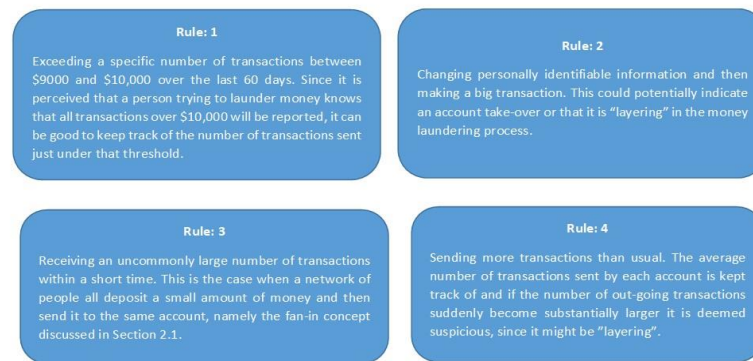 Rule: 1
Exceeding a specific number of transactions between
$9000 and $10,000 over the last 60 days. Since it is
perceived that a person trying to launder money knows
that all transactions over $10,000 will be reported, it can
be good to keep track of the number of transactions sent
just under that threshold.
Rule: 2
Changing personally identifiable information and then
making a big transaction. This could potentially indicate
an account take-over or that it is “layering” in the money
laundering process.
Rule: 3
Receiving an uncommonly large number of transactions
within a short time. This is the case when a network of
people all deposit a small amount of money and then
send it to the same account, namely the fan-in concept
discussed in Section 2.1.
Rule: 4
Sending more transactions than usual. The average
number of transactions sent by each account is kept
track of and if the number of out-going transactions
suddenly become substantially larger it is deemed
suspicious, since it might be ”layering”.